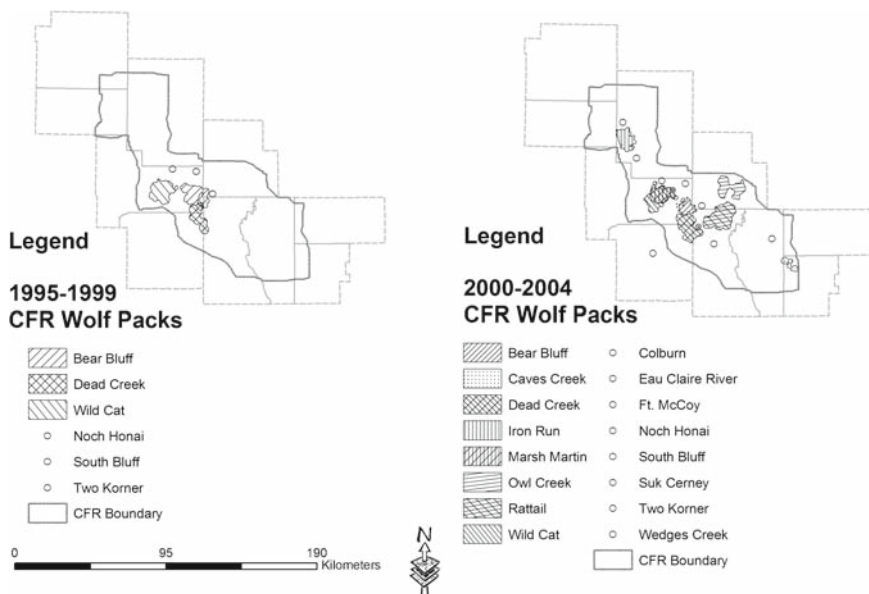 Legend
1995-1999
CFR Wolf Packs
Bear Bluff
Dead Creek
Wild Cat
Noch Honai
South Bluff
Two Korner
CFR Boundary
0 95 190
Kilometers
N
Legend
2000-2004
CFR Wolf Packs
Bear Bluff
Caves Creek
Dead Creek
Iron Run
Marsh Martin
Owl Creek
Rattail
Wild Cat
Colburn
Eau Claire River
Ft. McCoy
Noch Honai
South Bluff
Suk Cerney
Two Korner
Wedges Creek
CFR Boundary